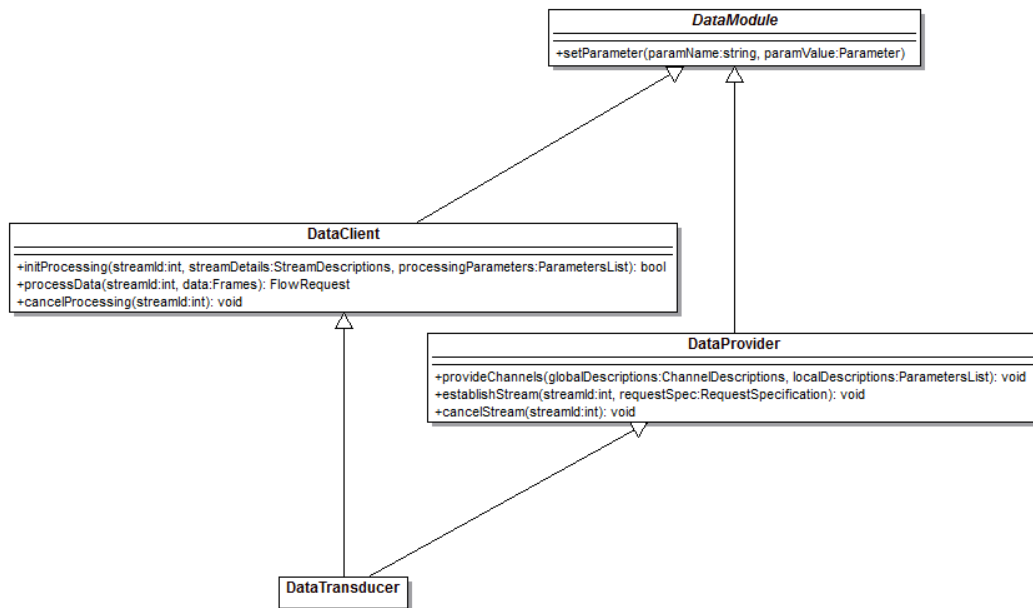 DataModule
+setParameter(paramName:string, paramValue:Parameter)
DataClient
+initProcessing(streamId:int, streamDetails:StreamDescriptions, processingParameters:ParametersList): bool
+processData(streamId:int, data:Frames): FlowRequest
+cancelProcessing(streamId:int): void
DataProvider
+provideChannels(globalDescriptions:ChannelDescriptions, localDescriptions:ParametersList): void
+establishStream(streamId:int, requestSpec:RequestSpecification): void
+cancelStream(streamId:int): void
DataTransducer